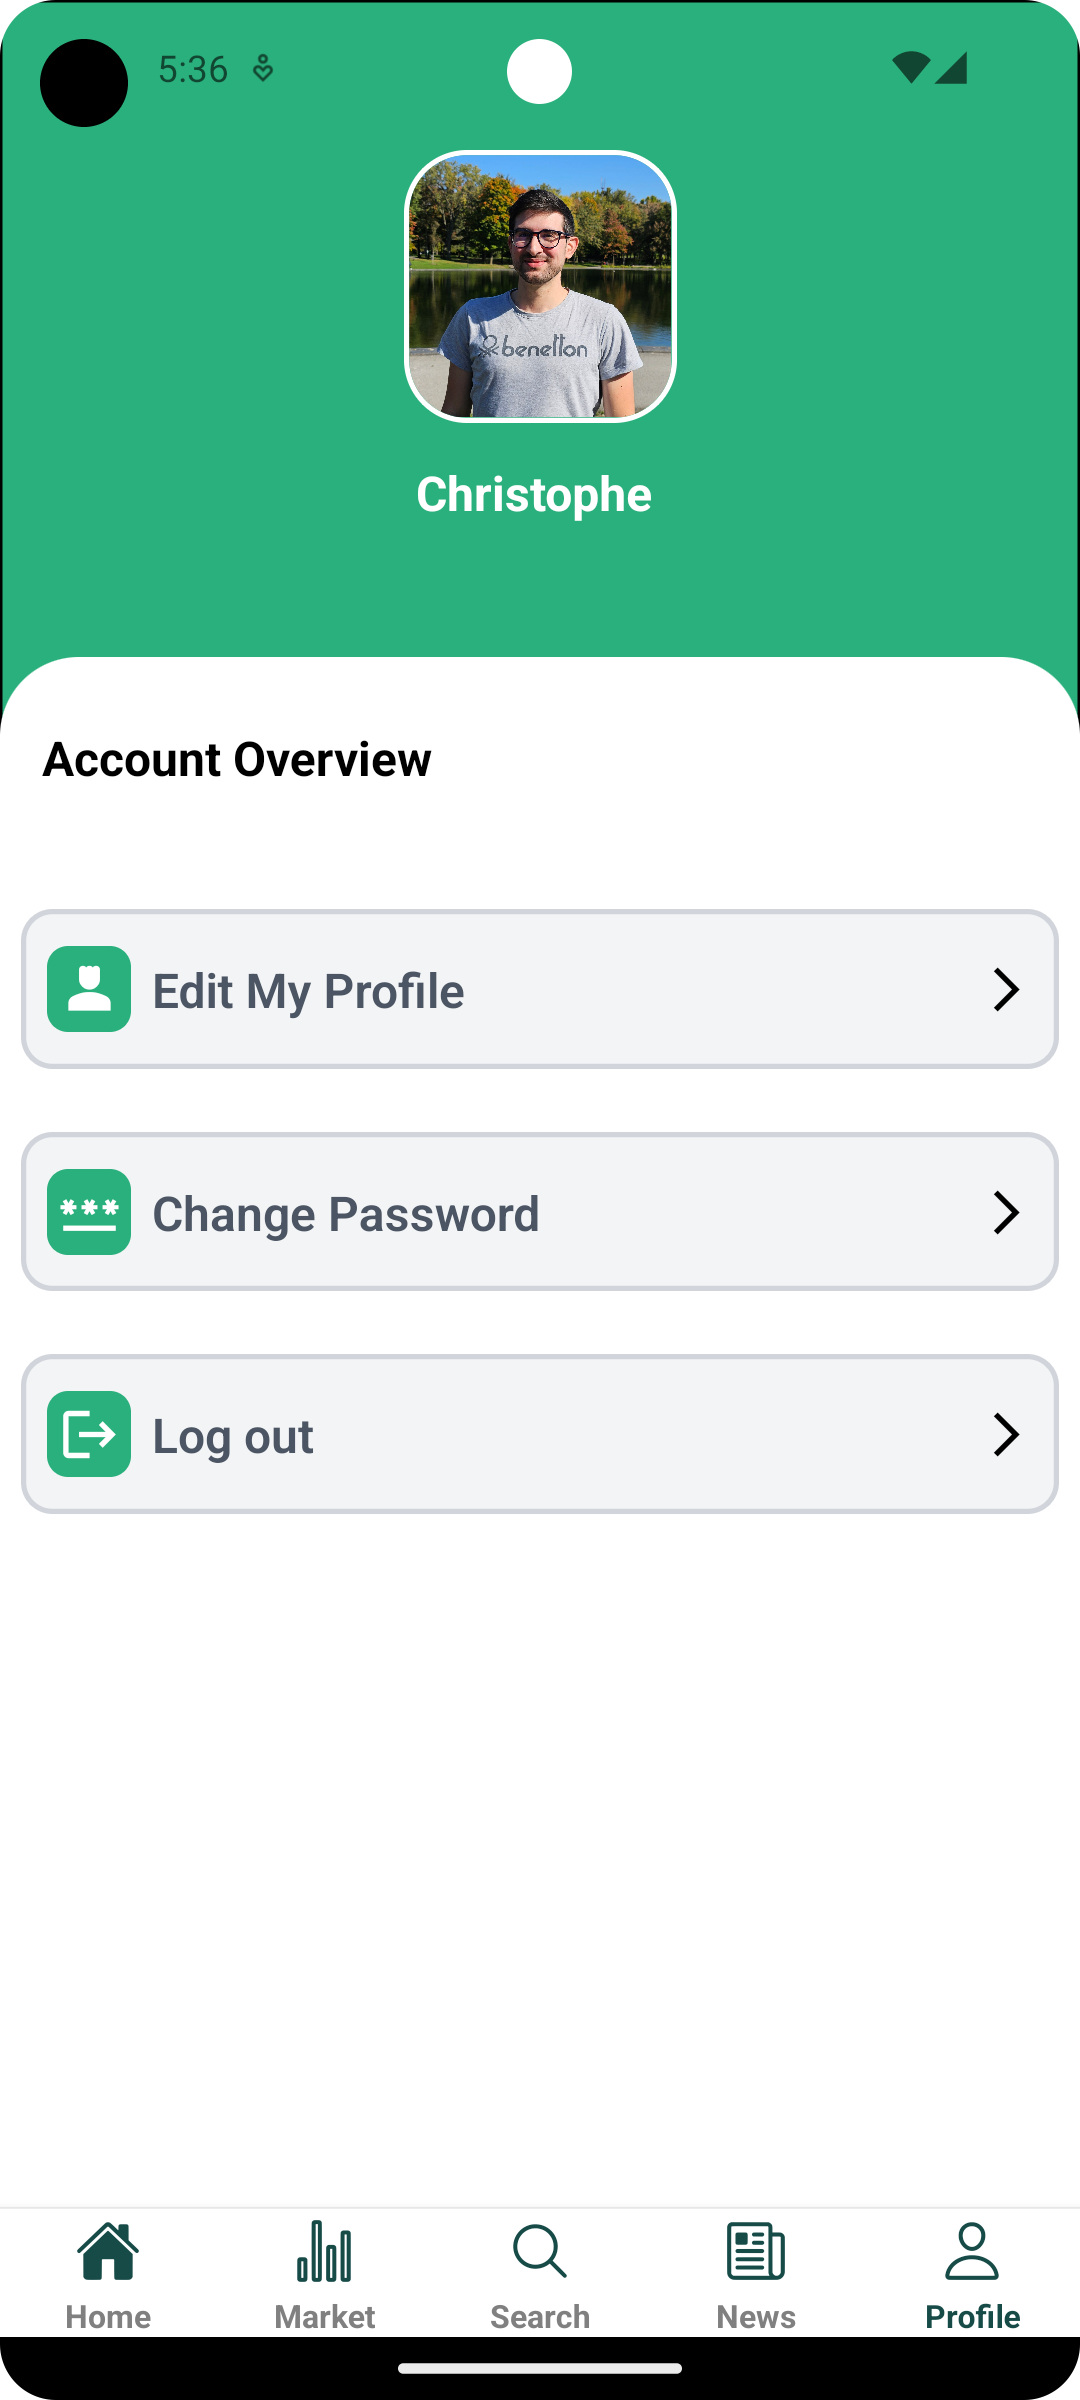 5:36
benetton
Christophe
Account Overview
Edit My Profile
Change Password
Log out
Home
Market
Search
News
Profile